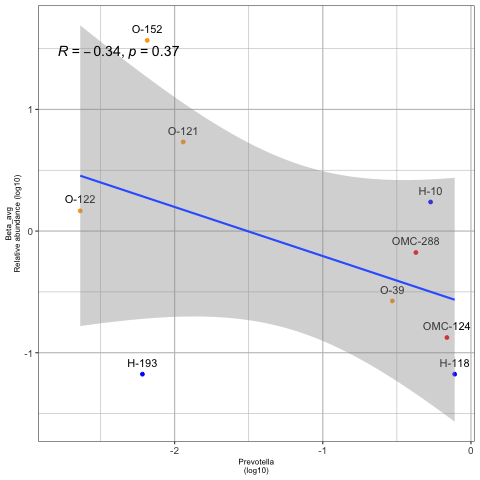 O-152
R = −0.34, p = 0.37
O-121
O-122
H-10
OMC-288
O-39
OMC-124
H-193
H-118
1
0
-1
Beta_avg
Relative abundance (log10)
-2
-1
0
Prevotella
(log10)